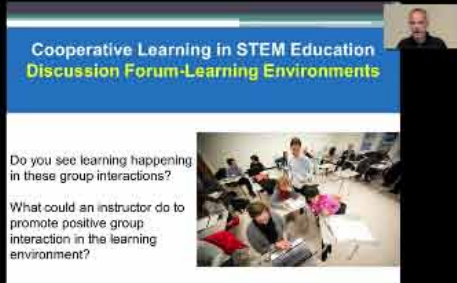 Cooperative Learning in STEM Education
Discussion Forum-Learning Environments
Do you see learning happening
in these group interactions?
What could an instructor do to
promote positive group
interaction in the learning
environment?